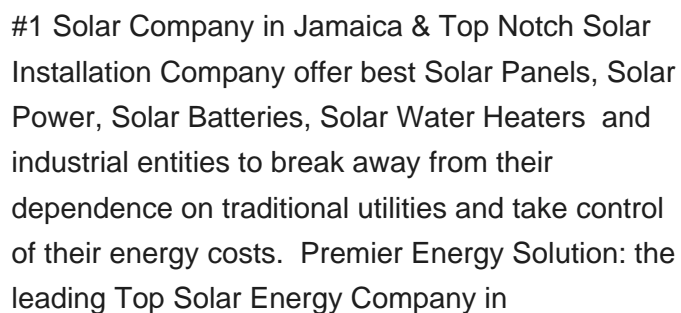 #1 Solar Company in Jamaica & Top Notch Solar
Installation Company offer best Solar Panels, Solar
Power, Solar Batteries, Solar Water Heaters  and
industrial entities to break away from their
dependence on traditional utilities and take control
of their energy costs.  Premier Energy Solution: the
leading Top Solar Energy Company in